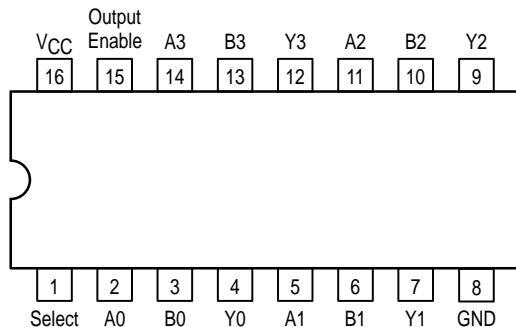 Output
VCC Enable A3 B3 Y3 A2 B2 Y2
16 15 14 13 12 11 10 9
1 2 3 4 5 6 7 8
Select A0 B0 Y0 A1 B1 Y1 GND